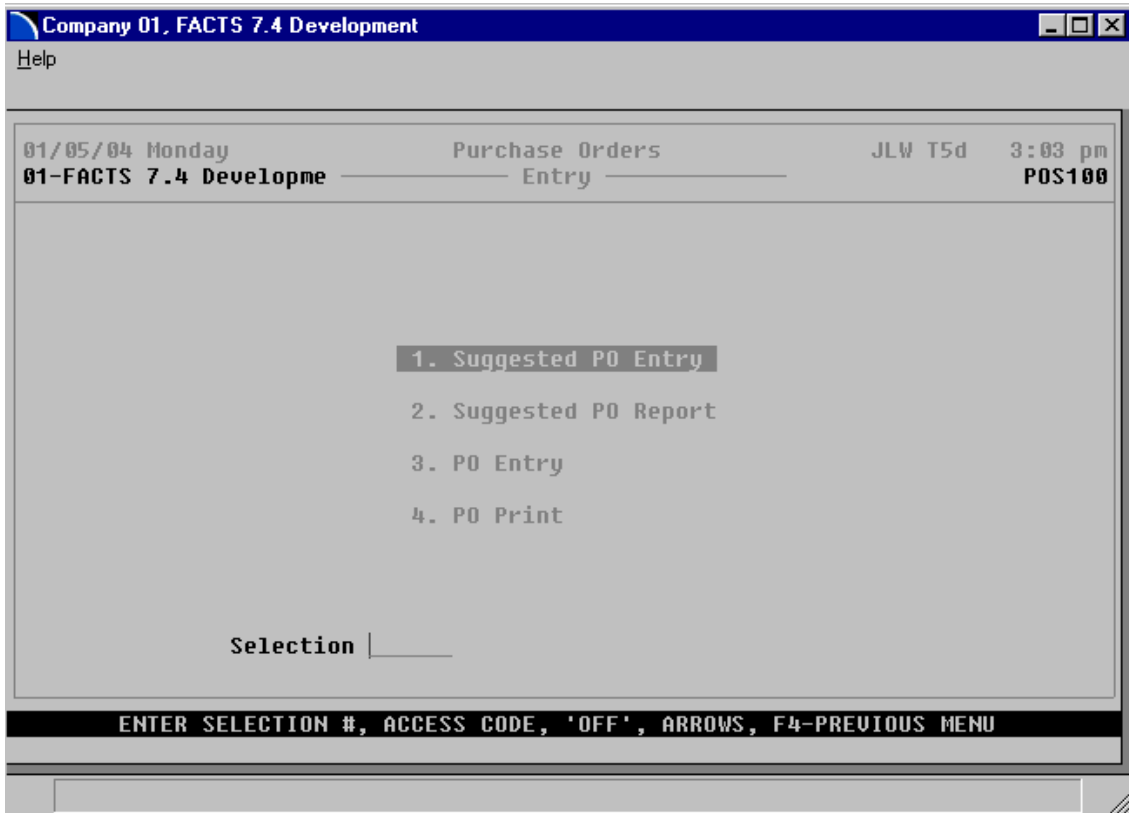 Company 01, FACTS 7.4 Development
Help
01/05/04 Monday Purchase Orders JLW T5d 3:03 pm
01-FACTS 7.4 Developme Entry POS100
1. Suggested PO Entry
2. Suggested PO Report
3. PO Entry
4. PO Print
Selection
ENTER SELECTION #, ACCESS CODE, 'OFF', ARROWS, F4-PREVIOUS MENU